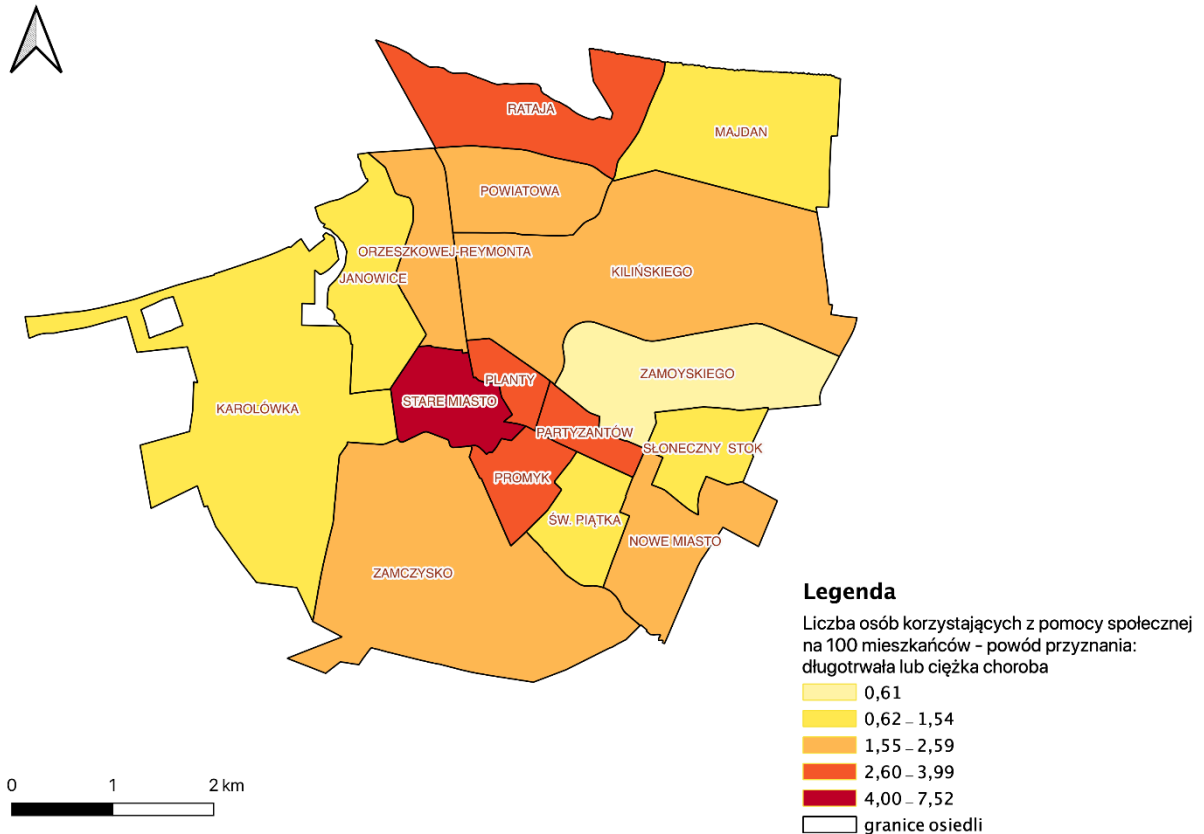 RATAJA
MAJDAN
POWIATOWA
ORZESZKOWEJ-REYMONTA
KILIŃSKIEGO
JANOWICE
ZAMOYSKIEGO
PLANTY
STARE MIASTO
KAROLÓWKA
PARTYZANTÓW
SŁONECZNY STOK
PROMYK
ŚW. PIĄTKA
NOWE MIASTO
ZAMCZYSKO
Legenda
Liczba osób korzystających z pomocy społecznej
na 100 mieszkańców - powód przyznania:
długotrwała lub ciężka choroba
0,61
0,62 – 1,54
1,55 – 2,59
2,60 – 3,99
4,00 – 7,52
granice osiedli
0 1 2 km